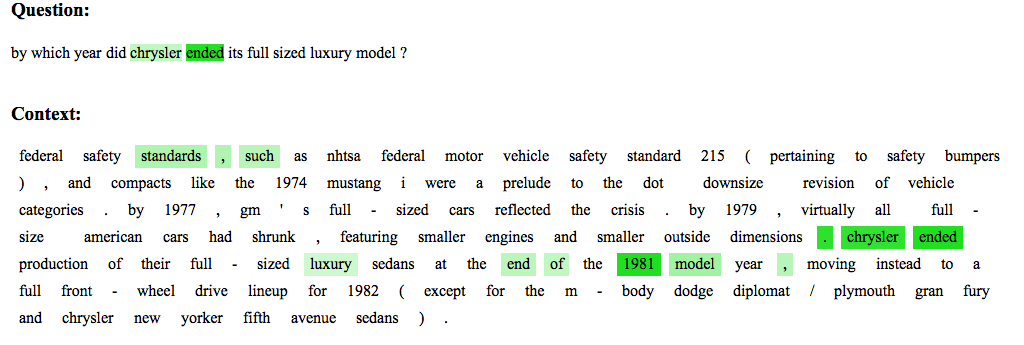 Question:
by which year did chrysler ended its full sized luxury model ?
Context:
federal safety standards , such as nhtsa federal motor vehicle safety standard 215 ( pertaining to safety bumpers
) , and compacts like the 1974 mustang i were a prelude to the dot downsize revision of vehicle
categories . by 1977 , gm ' s full - sized cars reflected the crisis . by 1979 , virtually all full -
size american cars had shrunk , featuring smaller engines and smaller outside dimensions . chrysler ended
production of their full - sized luxury sedans at the end of the 1981 model year , moving instead to a
full front - wheel drive lineup for 1982 ( except for the m - body dodge diplomat / plymouth gran fury
and chrysler new yorker fifth avenue sedans ) .